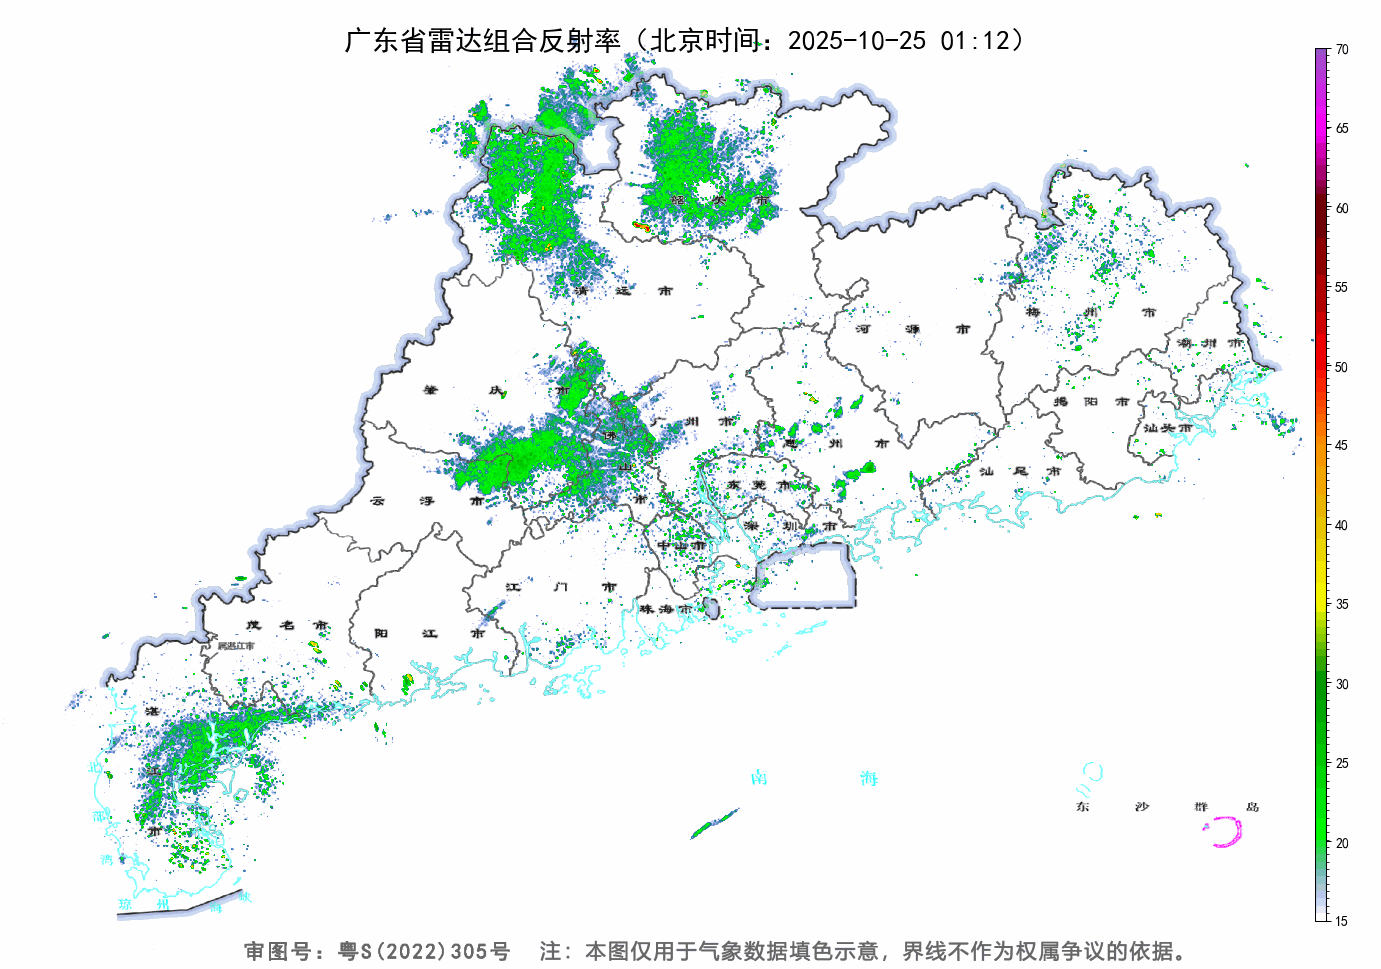 广东省雷达组合反射率（北京时间：2025-10-25 01:12）
70
65
60
55
50
45
40
35
30
25
20
15
韶关市
清远市
河源市
梅州市
潮州市
肇庆市
广州市
惠州市
揭阳市
汕头市
佛山市
东莞市
汕尾市
云浮市
深圳市
中山市
江门市
珠海市
茂名市
阳江市
属湛江市
湛江市
北部湾
南海
东沙群岛
琼州海峡
审图号：粤S(2022)305号 注：本图仅用于气象数据填色示意，界线不作为权属争议的依据。